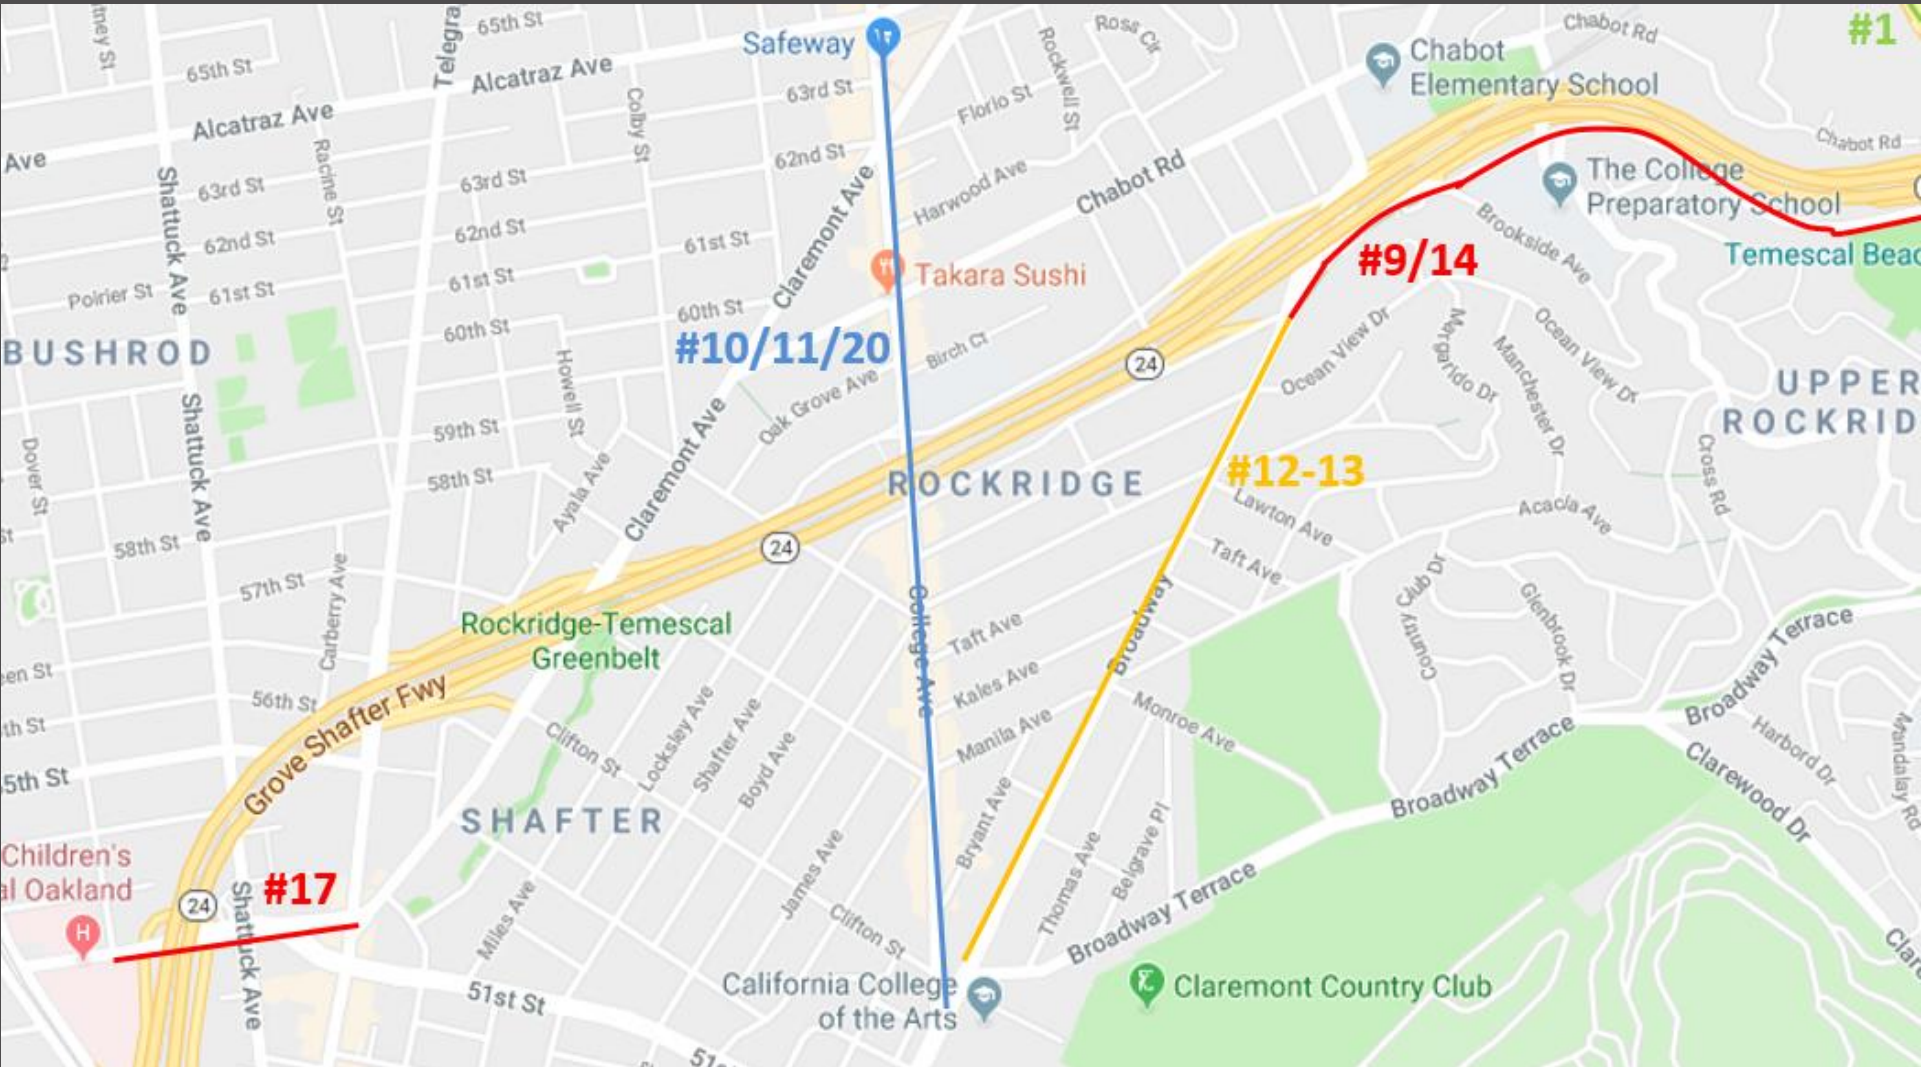 65th St
#1
Chabot Rd
Ross Cir
Safeway
Rockwell St
Chabot
Elementary School
65th St
Alcatraz Ave
63rd St
Florio St
Colby St
Alcatraz Ave
Chabot Rd
Racine St
62nd St
Ave
Shattuck Ave
63rd St
63rd St
Claremont Ave
Harwood Ave
Chabot Rd
The College
Preparatory School
62nd St
62nd St
61st St
Brookside Ave
#9/14
Temescal Beac
Poirier St
61st St
61st St
Takara Sushi
60th St
60th St
Howell St
#10/11/20
Birch Ct
24
Ocean View Dr
Margarido Dr
Manchester Dr
Ocean View Dr
BUSHROD
Oak Grove Ave
UPPER
ROCKRID
Shattuck Ave
59th St
Claremont Ave
Dover St
58th St
Ayala Ave
ROCKRIDGE
#12-13
Lawton Ave
Acacia Ave
Cross Rd
St
58th St
24
Taft Ave
57th St
Carberry Ave
College Ave
Broadway
Country Club Dr
Glenbrook Dr
Rockridge-Temescal
Greenbelt
Taft Ave
Broadway Terrace
een St
56th St
Grove Shafter Fwy
Kales Ave
Locksley Ave
Shafter Ave
Boyd Ave
Clifton St
Manila Ave
Monroe Ave
Harbord Dr
Mandalay Rd
th St
5th St
Broadway Terrace
Clarewood Dr
SHAFTER
Bryant Ave
Belgrave Pl
Thomas Ave
James Ave
Children's
al Oakland
H
24
#17
Shattuck Ave
Miles Ave
Clifton St
Broadway Terrace
Clare
51st St
California College
of the Arts
Claremont Country Club